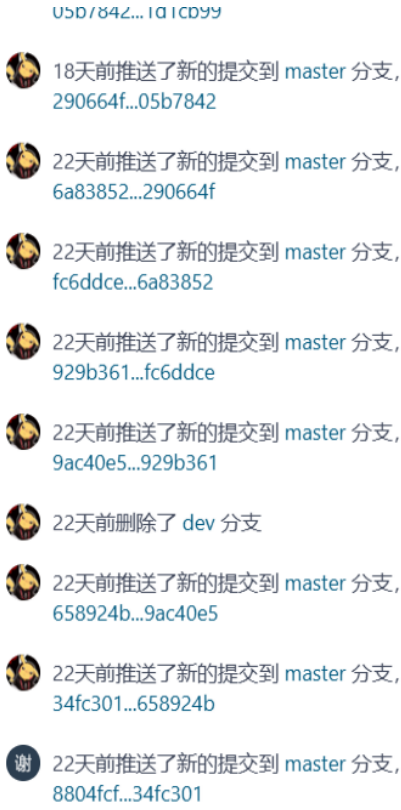 05b7842...1d1cb99
18天前推送了新的提交到 master 分支,
290664f...05b7842
22天前推送了新的提交到 master 分支,
6a83852...290664f
22天前推送了新的提交到 master 分支,
fc6ddce...6a83852
22天前推送了新的提交到 master 分支,
929b361...fc6ddce
22天前推送了新的提交到 master 分支,
9ac40e5...929b361
22天前删除了 dev 分支
22天前推送了新的提交到 master 分支,
658924b...9ac40e5
22天前推送了新的提交到 master 分支,
34fc301...658924b
谢
22天前推送了新的提交到 master 分支,
8804fcf...34fc301